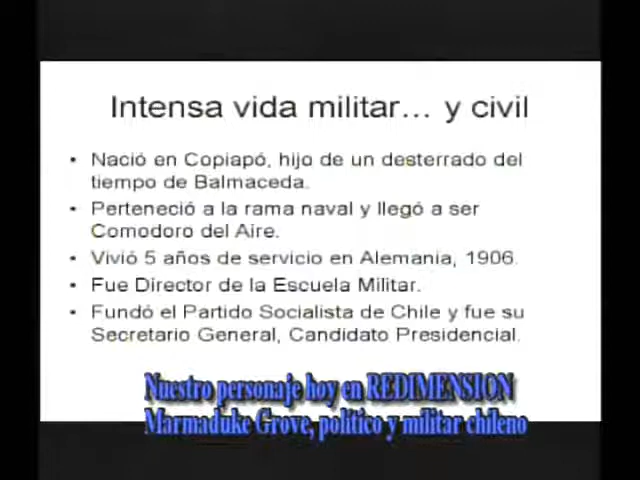 Intensa vida militar... y civil
• Nació en Copiapó, hijo de un desterrado del
tiempo de Balmaceda.
• Perteneció a la rama naval y llegó a ser
Comodoro del Aire.
• Vivió 5 años de servicio en Alemania, 1906.
• Fue Director de la Escuela Militar.
• Fundó el Partido Socialista de Chile y fue su
Secretario General, Candidato Presidencial.
Nuestro personaje hoy en REDIMENSION
Marmaduke Grove, político y militar chileno